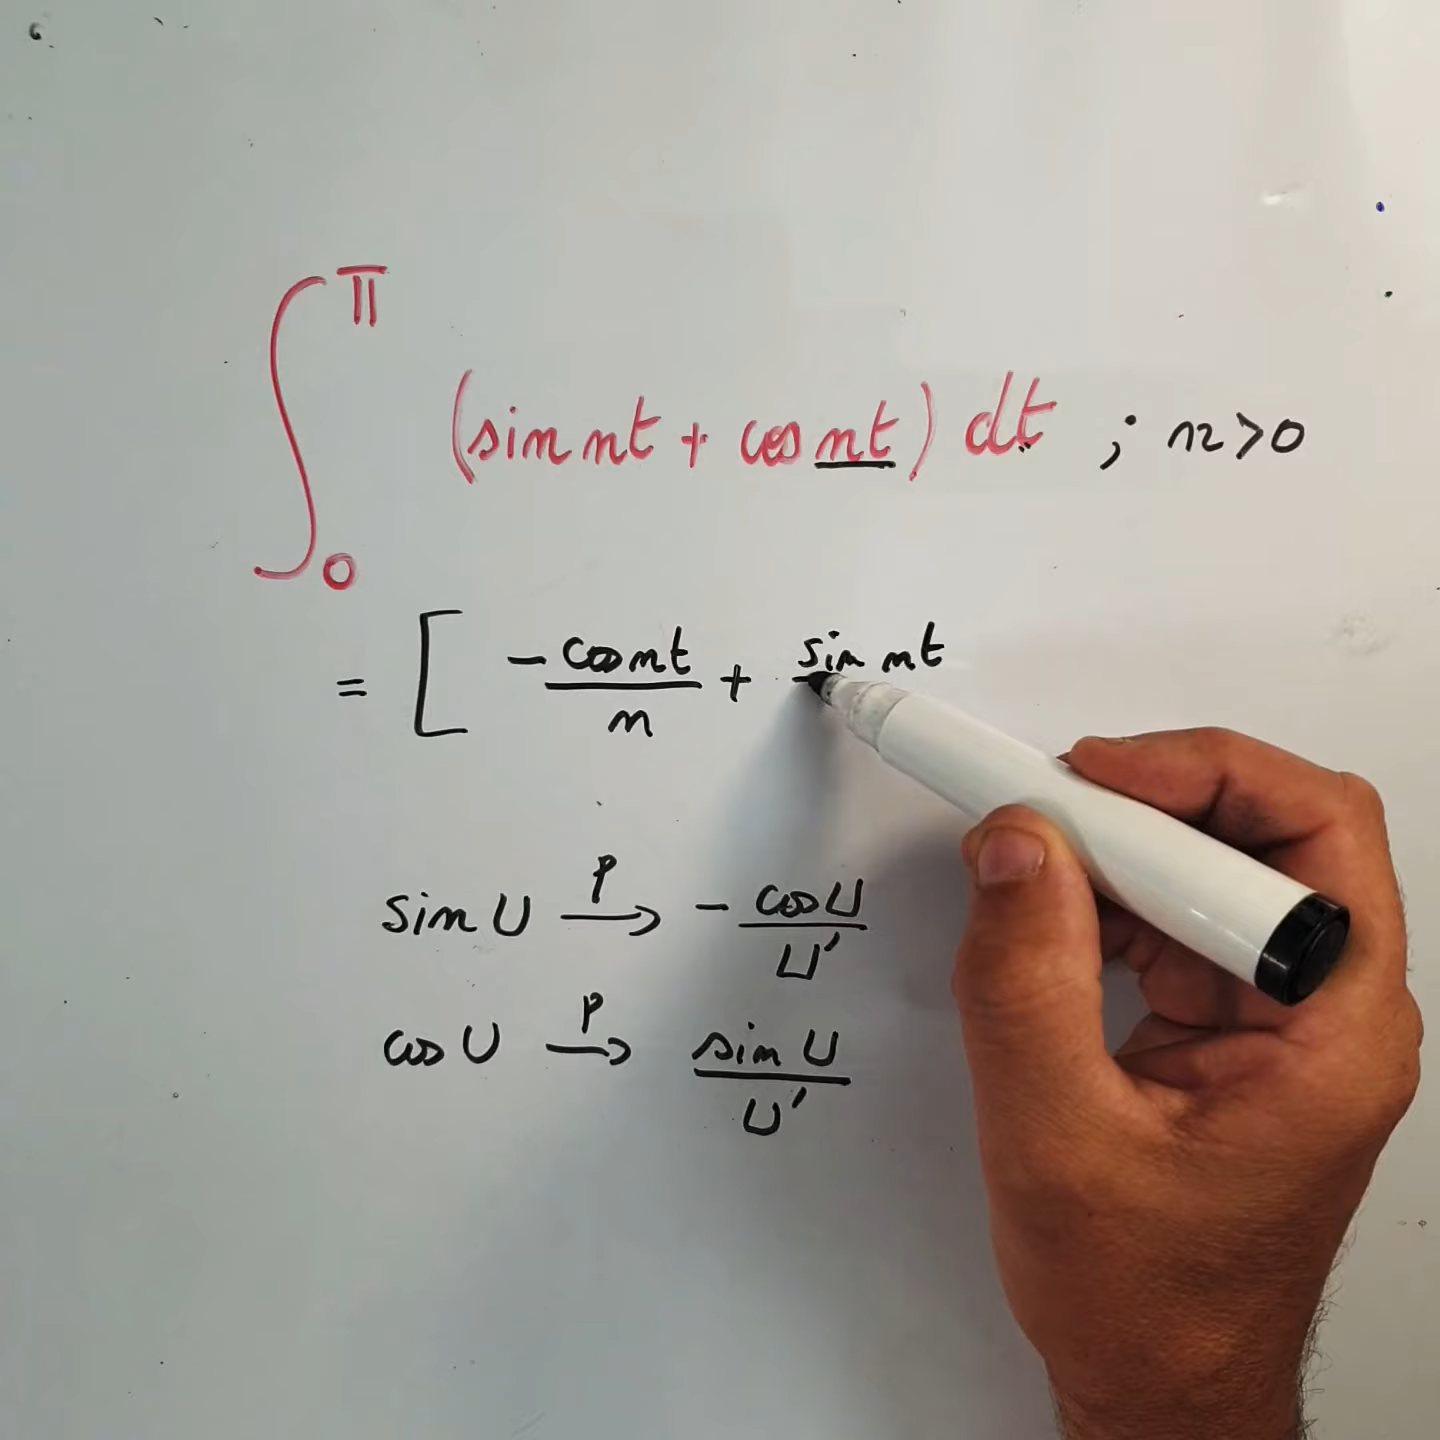 ∫₀^π (sin nt + cos nt) dt ; n>0
= [ -cos nt/n + sin nt
sin U →^P - cos U/U'
cos U →^P sin U/U'